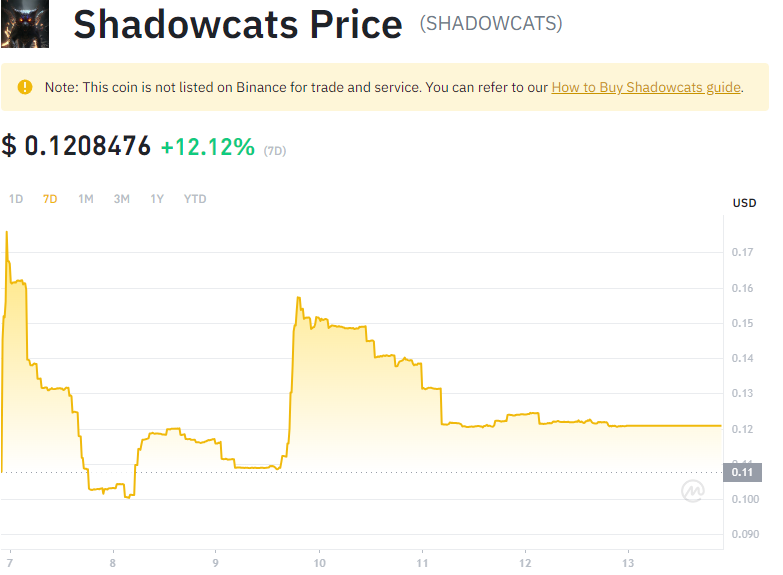 Shadowcats Price (SHADOWCATS)
Note: This coin is not listed on Binance for trade and service. You can refer to our How to Buy Shadowcats guide.
$ 0.1208476 +12.12% (7D)
1D 7D 1M 3M 1Y YTD
USD
0.17
0.16
0.15
0.14
0.13
0.12
0.11
0.11
0.100
0.090
7 8 9 10 11 12 13